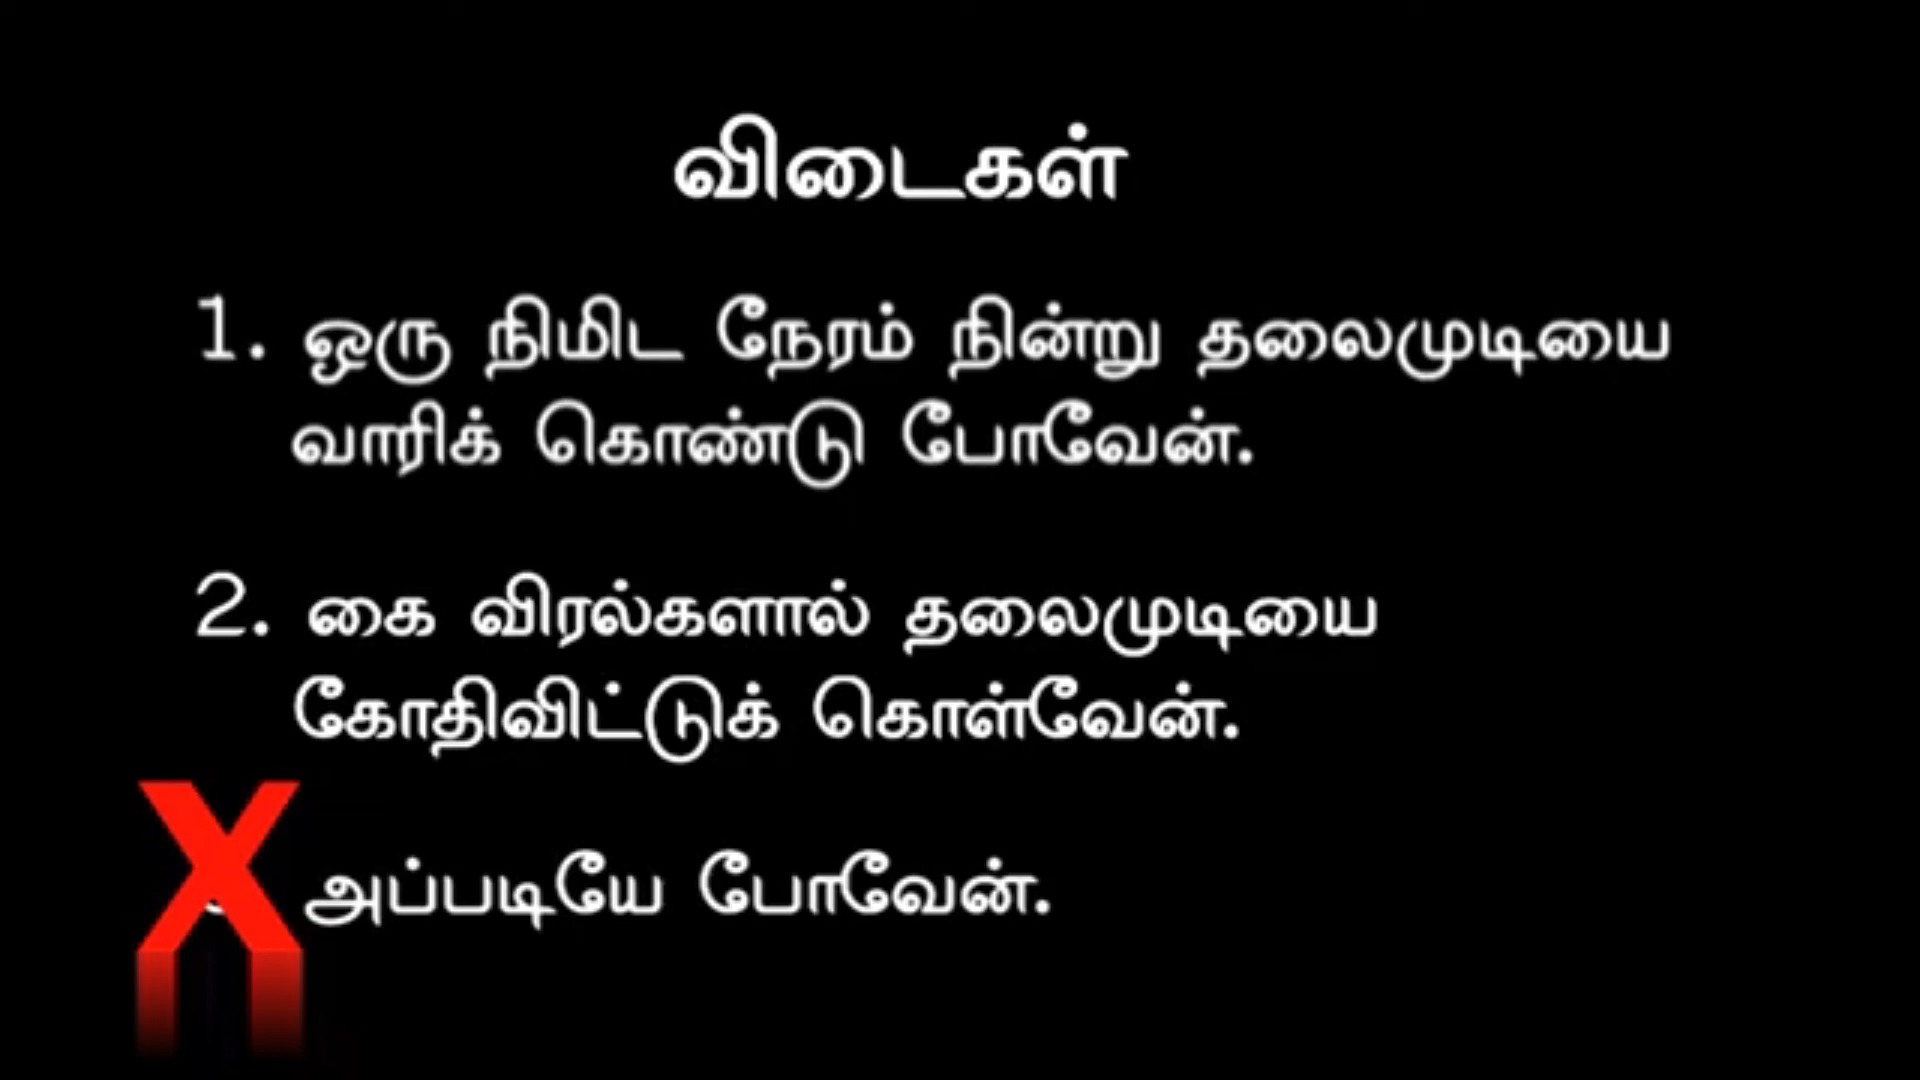 விடைகள்
1. ஒரு நிமிட நேரம் நின்று தலைமுடியை
வாரிக் கொண்டு போவேன்.
2. கை விரல்களால் தலைமுடியை
கோதிவிட்டுக் கொள்வேன்.
X அப்படியே போவேன்.